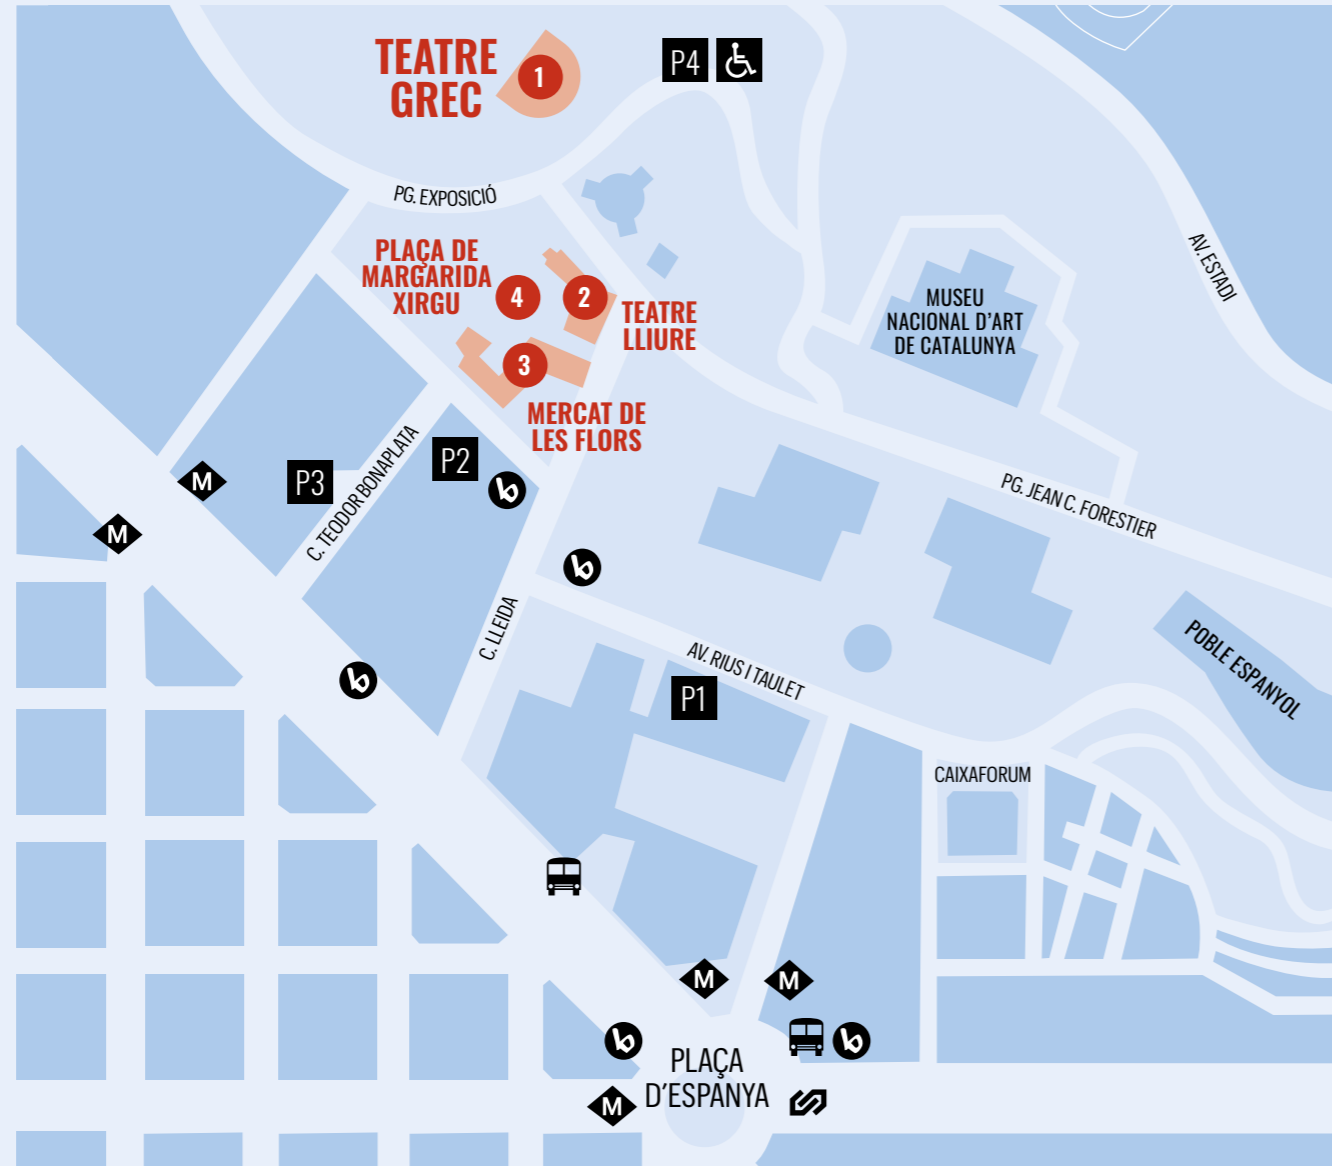 TEATRE
GREC
1
P4
PG. EXPOSICIÓ
AV. ESTADI
PLAÇA DE
MARGARIDA
XIRGU
4
2
TEATRE
LLIURE
MUSEU
NACIONAL D'ART
DE CATALUNYA
3
MERCAT DE
LES FLORS
P2
P3
C. TEODOR BONAPLATA
M
M
b
PG. JEAN C. FORESTIER
b
C. LLEIDA
AV. RIUS I TAULET
POBLE ESPANYOL
b
P1
CAIXAFORUM
M
M
b
b
PLAÇA
D'ESPANYA
M